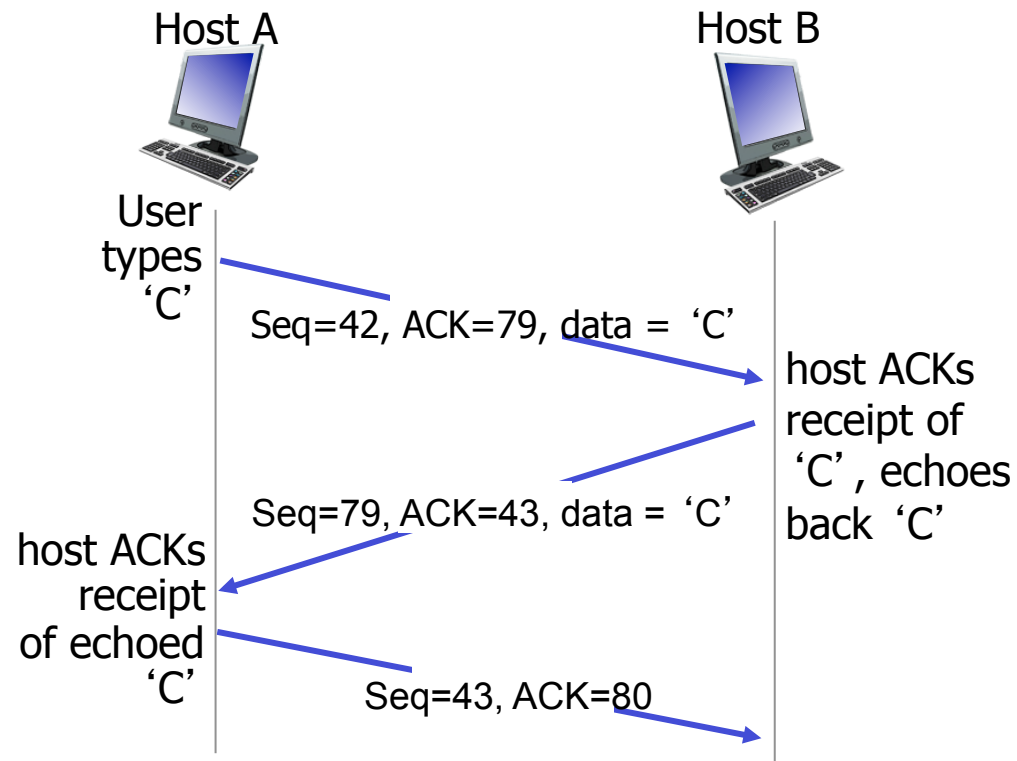 Host A
Host B
User
types
‘C’
Seq=42, ACK=79, data = ‘C’
host ACKs
receipt of
‘C’, echoes
back ‘C’
Seq=79, ACK=43, data = ‘C’
host ACKs
receipt
of echoed
‘C’
Seq=43, ACK=80